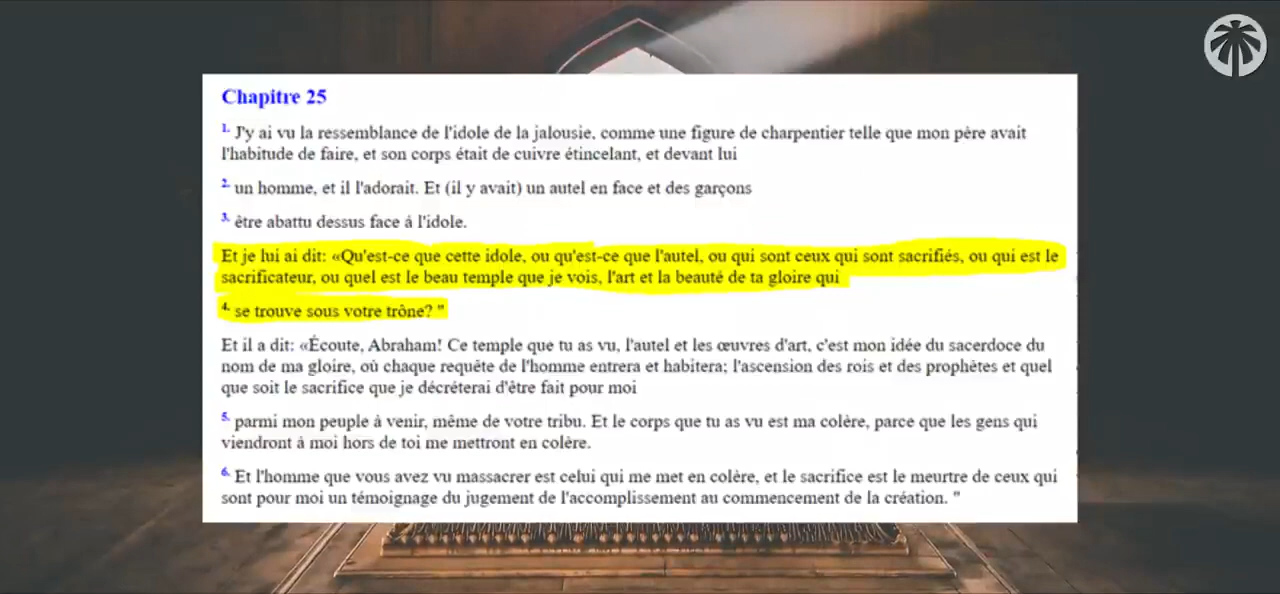 Chapitre 25
1. J'y ai vu la ressemblance de l'idole de la jalousie, comme une figure de charpentier telle que mon père avait
l'habitude de faire, et son corps était de cuivre étincelant, et devant lui
2. un homme, et il l'adorait. Et (il y avait) un autel en face et des garçons
3. être abattu dessus face à l'idole.
Et je lui ai dit: «Qu'est-ce que cette idole, ou qu'est-ce que l'autel, ou qui sont ceux qui sont sacrifiés, ou qui est le
sacrificateur, ou quel est le beau temple que je vois, l'art et la beauté de ta gloire qui
4. se trouve sous votre trône? "
Et il a dit: «Écoute, Abraham! Ce temple que tu as vu, l'autel et les œuvres d'art, c'est mon idée du sacerdoce du
nom de ma gloire, où chaque requête de l'homme entrera et habitera; l'ascension des rois et des prophètes et quel
que soit le sacrifice que je décréterai d'être fait pour moi
5. parmi mon peuple à venir, même de votre tribu. Et le corps que tu as vu est ma colère, parce que les gens qui
viendront à moi hors de toi me mettront en colère.
6. Et l'homme que vous avez vu massacrer est celui qui me met en colère, et le sacrifice est le meurtre de ceux qui
sont pour moi un témoignage du jugement de l'accomplissement au commencement de la création. "